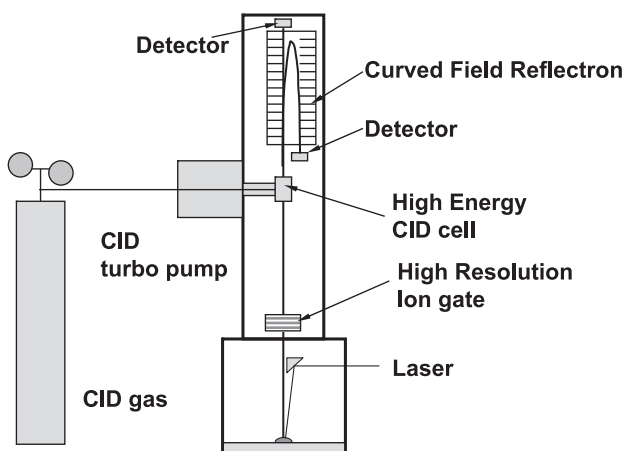 Detector
Curved Field Reflectron
Detector
High Energy
CID cell
CID
turbo pump
High Resolution
Ion gate
Laser
CID gas